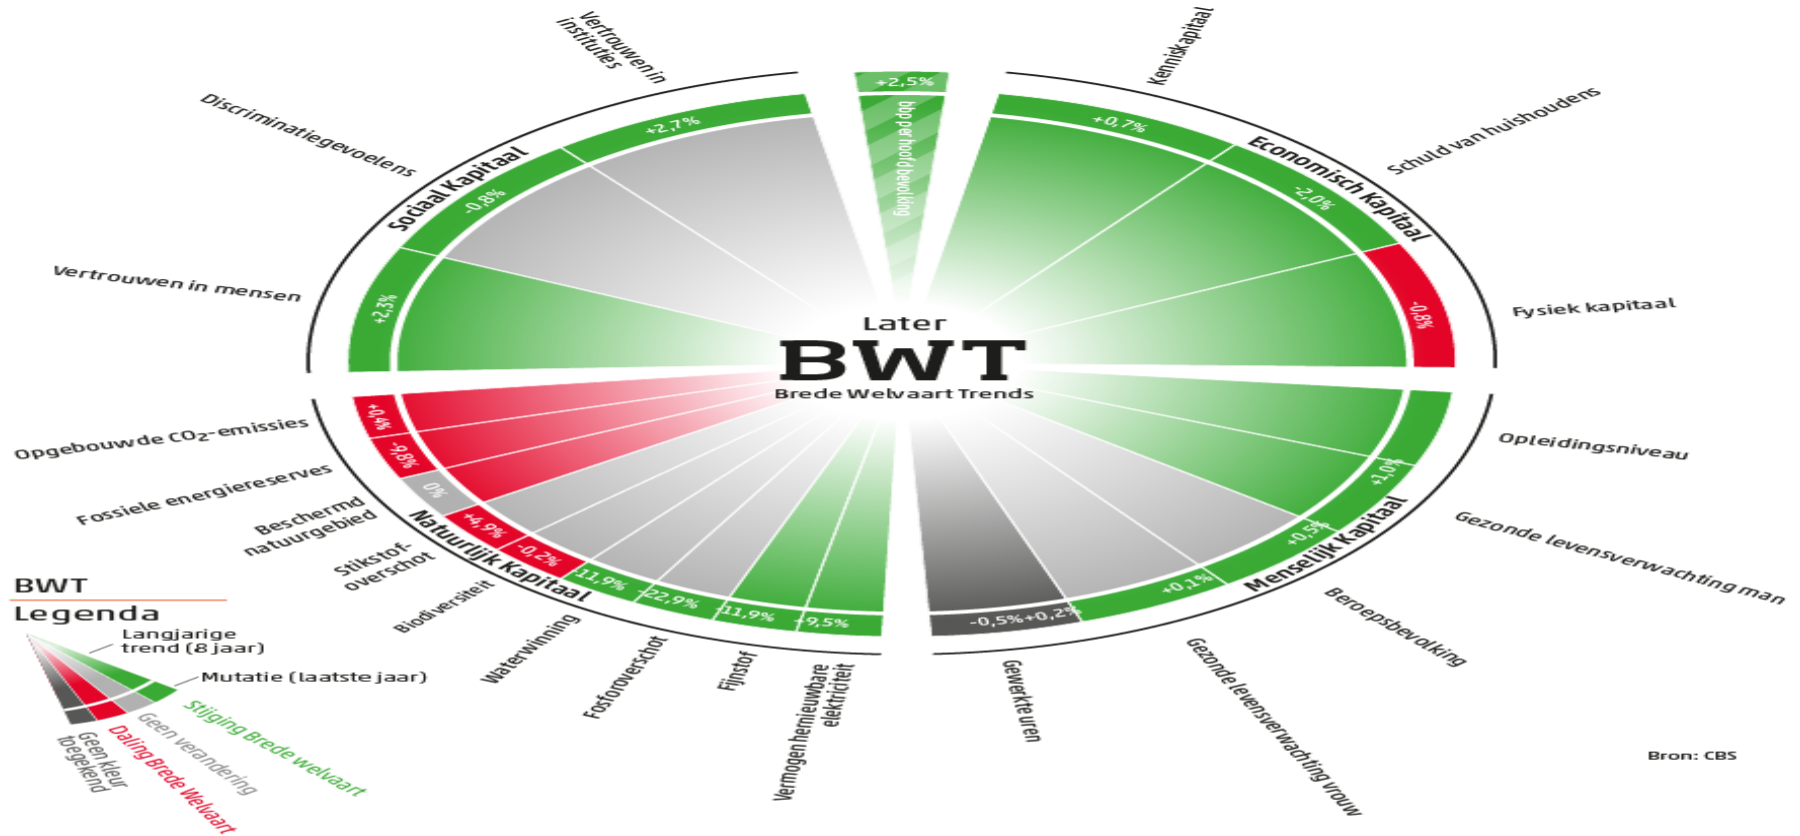 Vertrouwen in
instituties
+2,7%
Discriminatiegevoelens
-0,8%
Sociaal Kapitaal
Vertrouwen in mensen
+2,3%
+2,5%
bbp per hoofd bevolking
Kenniskapitaal
+0,7%
Economisch Kapitaal
Schuld van huishoudens
-2,0%
Fysiek kapitaal
-0,8%
Later
BWT
Brede Welvaart Trends
Opgebouwde CO2-emissies
+0,4%
Fossiele energiereserves
-9,8%
Beschermd
natuurgebied
0%
Stikstof-
overschot
+4,9%
Natuurlijk Kapitaal
Biodiversiteit
-0,2%
Waterwinning
-11,9%
Fosforoverschot
-22,9%
Fijnstof
-11,9%
Vermogen hernieuwbare
elektriciteit
+9,5%
Opleidingsniveau
+1,0%
Gezonde levensverwachting man
+0,5%
Menselijk Kapitaal
Beroepsbevolking
+0,1%
Gezonde levensverwachting vrouw
+0,2%
Gewerkte uren
-0,5%
BWT
Legenda
Langjarige
trend (8 jaar)
Mutatie (laatste jaar)
Stijging Brede welvaart
Geen verandering
Daling Brede Welvaart
Geen kleur
toegekend
Bron: CBS